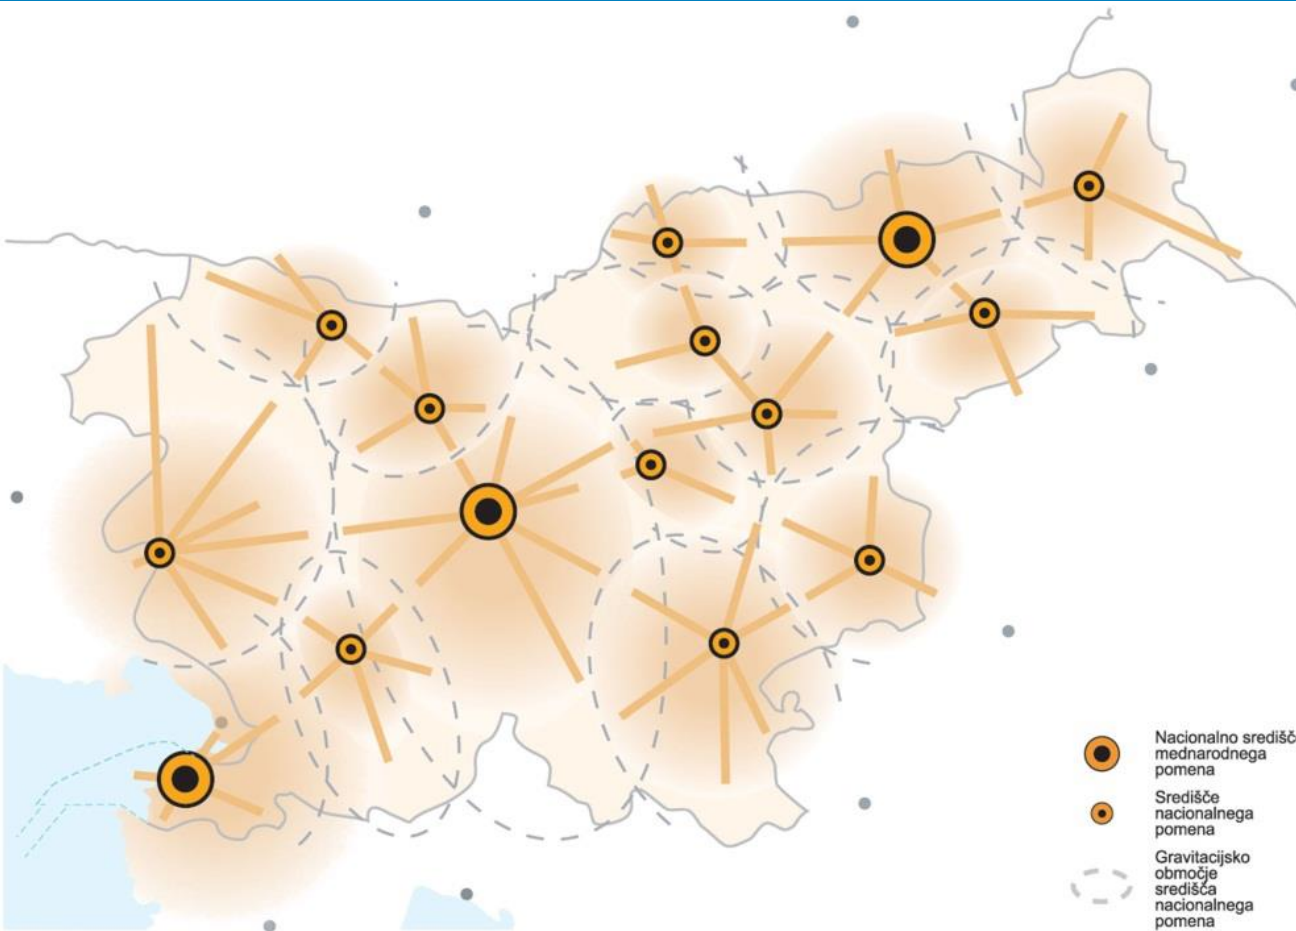 Nacionalno središč
mednarodnega
pomena
Središče
nacionalnega
pomena
Gravitacijsko
območje
središča
nacionalnega
pomena